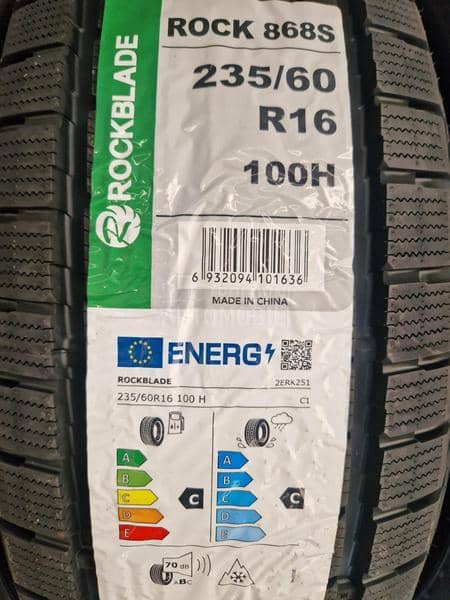 ROCKBLADE
ROCK 868S
235/60
R16
100H
6 932094 101636
MADE IN CHINA
ENERG
ROCKBLADE 2ERK251
235/60R16 100 H C1
A A
B B
C C C C
D D
E E
70 dB
ABC